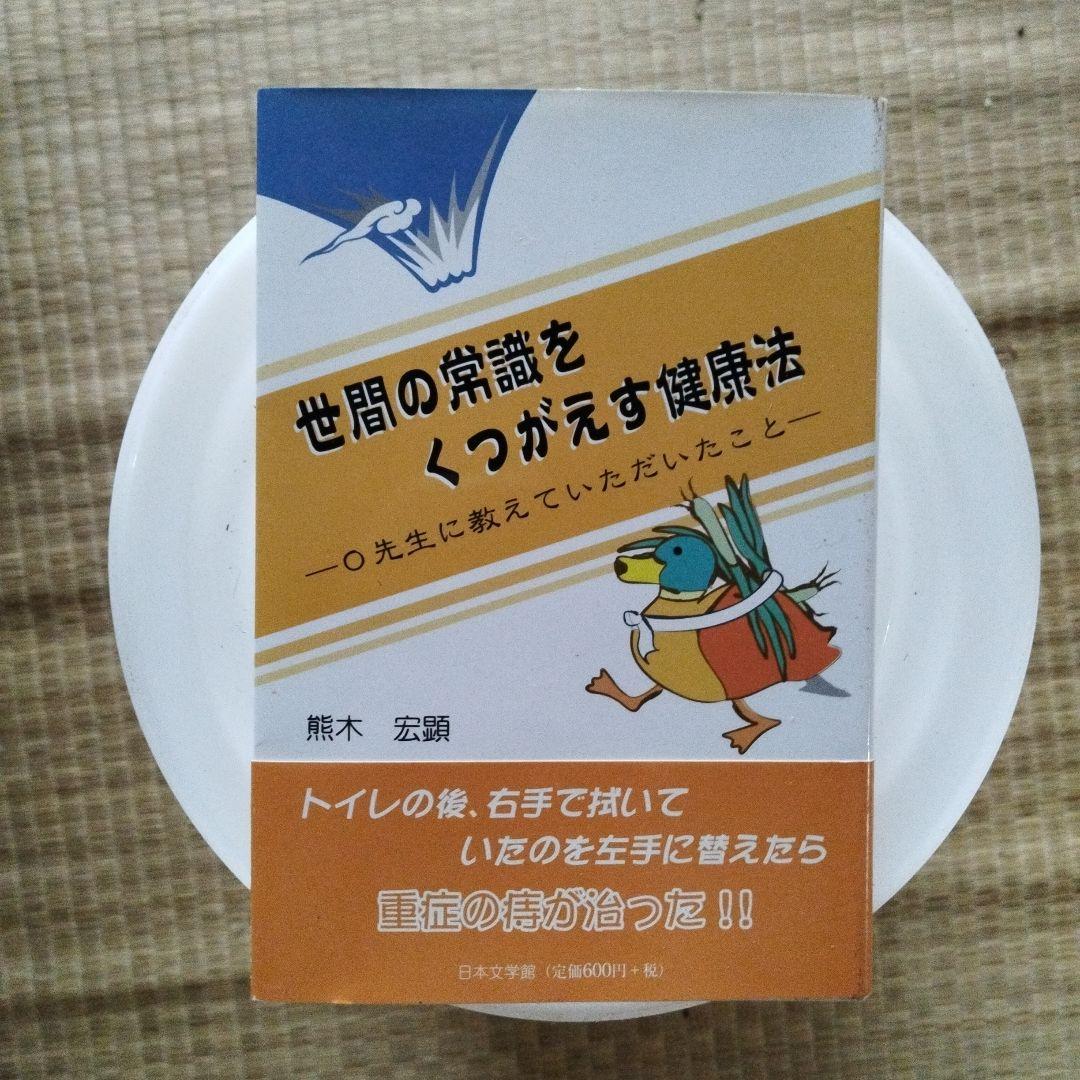 世間の常識を
くつがえす健康法
―O先生に教えていただいたこと―
熊木 宏顕
トイレの後、右手で拭いて
いたのを左手に替えたら
重症の痔が治った!!
日本文学館（定価600円+税）